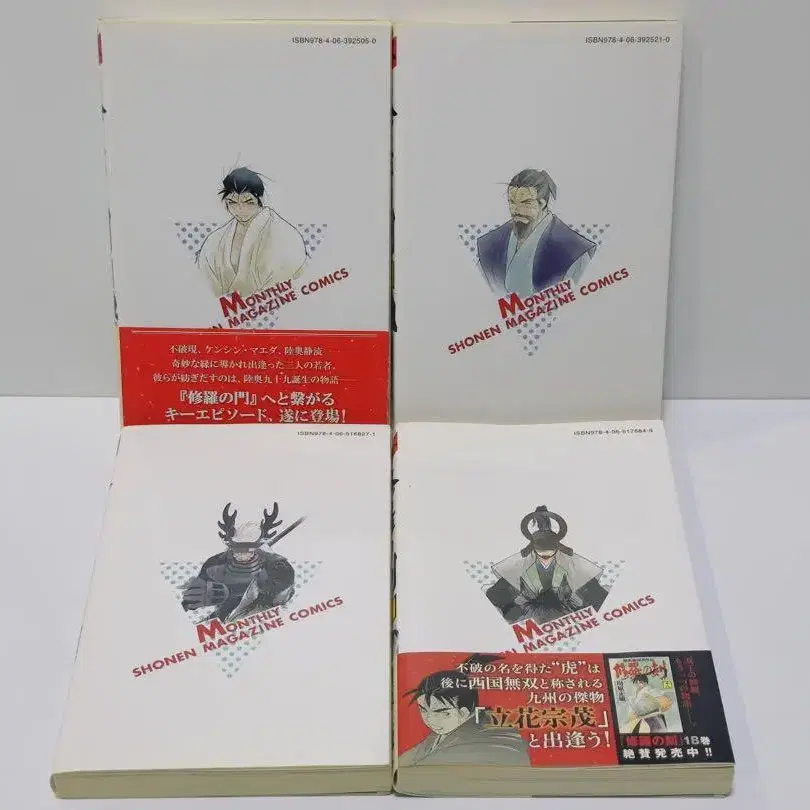 ISBN978-4-06-392505-0
MONTHLY
N MAGAZINE COMICS
不破現、ケンシン・マエダ、陸奥静流──
奇妙な縁に導かれ出逢った三人の若者。
彼らが紡ぎだすのは、陸奥九十九誕生の物語──
『修羅の門』へと繋がる
キーエピソード、遂に登場!
ISBN978-4-06-392521-0
MONTHLY
SHONEN MAGAZINE COMICS
ISBN978-4-06-516627-1
MONTHLY
SHONEN MAGAZINE COMICS
MONTHLY
N MAGAZINE COMICS
不破の名を得た“虎”は
後に西国無双と称される
九州の傑物
「立花宗茂」
と出逢う!
『修羅の刻』18巻
絶賛発売中!!